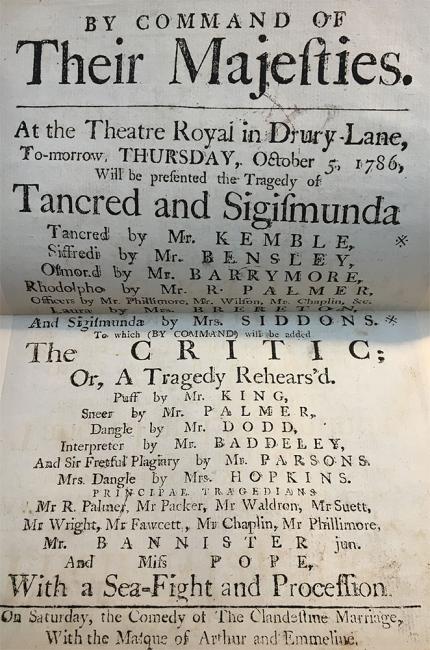 BY COMMAND OF
Their Majeſties.
At the Theatre Royal in Drury-Lane,
To-morrow, THURSDAY, October 5, 1786,
Will be preſented the Tragedy of
Tancred and Sigiſmunda
Tancred by Mr. KEMBLE, ※
Siffredi by Mr. BENSLEY,
Oſmond by Mr. BARRYMORE,
Rhodolpho by Mr. R. PALMER,
Officers by Mr. Phillimore, Mr. Wilſon, Mr. Chaplin, &c.
Laura by Mrs. BRERETON,
And Sigiſmunda by Mrs. SIDDONS. ※
To which (BY COMMAND) will be added
The CRITIC;
Or, A Tragedy Rehears'd.
Puff by Mr. KING,
Sneer by Mr. PALMER,
Dangle by Mr. DODD,
Interpreter by Mr. BADDELEY,
And Sir Fretful Plagiary by Mr. PARSONS.
Mrs. Dangle by Mrs. HOPKINS.
PRINCIPAL TRAGEDIANS
Mr R. Palmer, Mr Packer, Mr Waldron, Mr Suett,
Mr Wright, Mr Fawcett, Mr Chaplin, Mr Phillimore,
Mr. BANNISTER jun.
And Miſs POPE,
With a Sea-Fight and Proceſſion.
On Saturday, the Comedy of The Clandeſtine Marriage,
With the Maſque of Arthur and Emmeline.